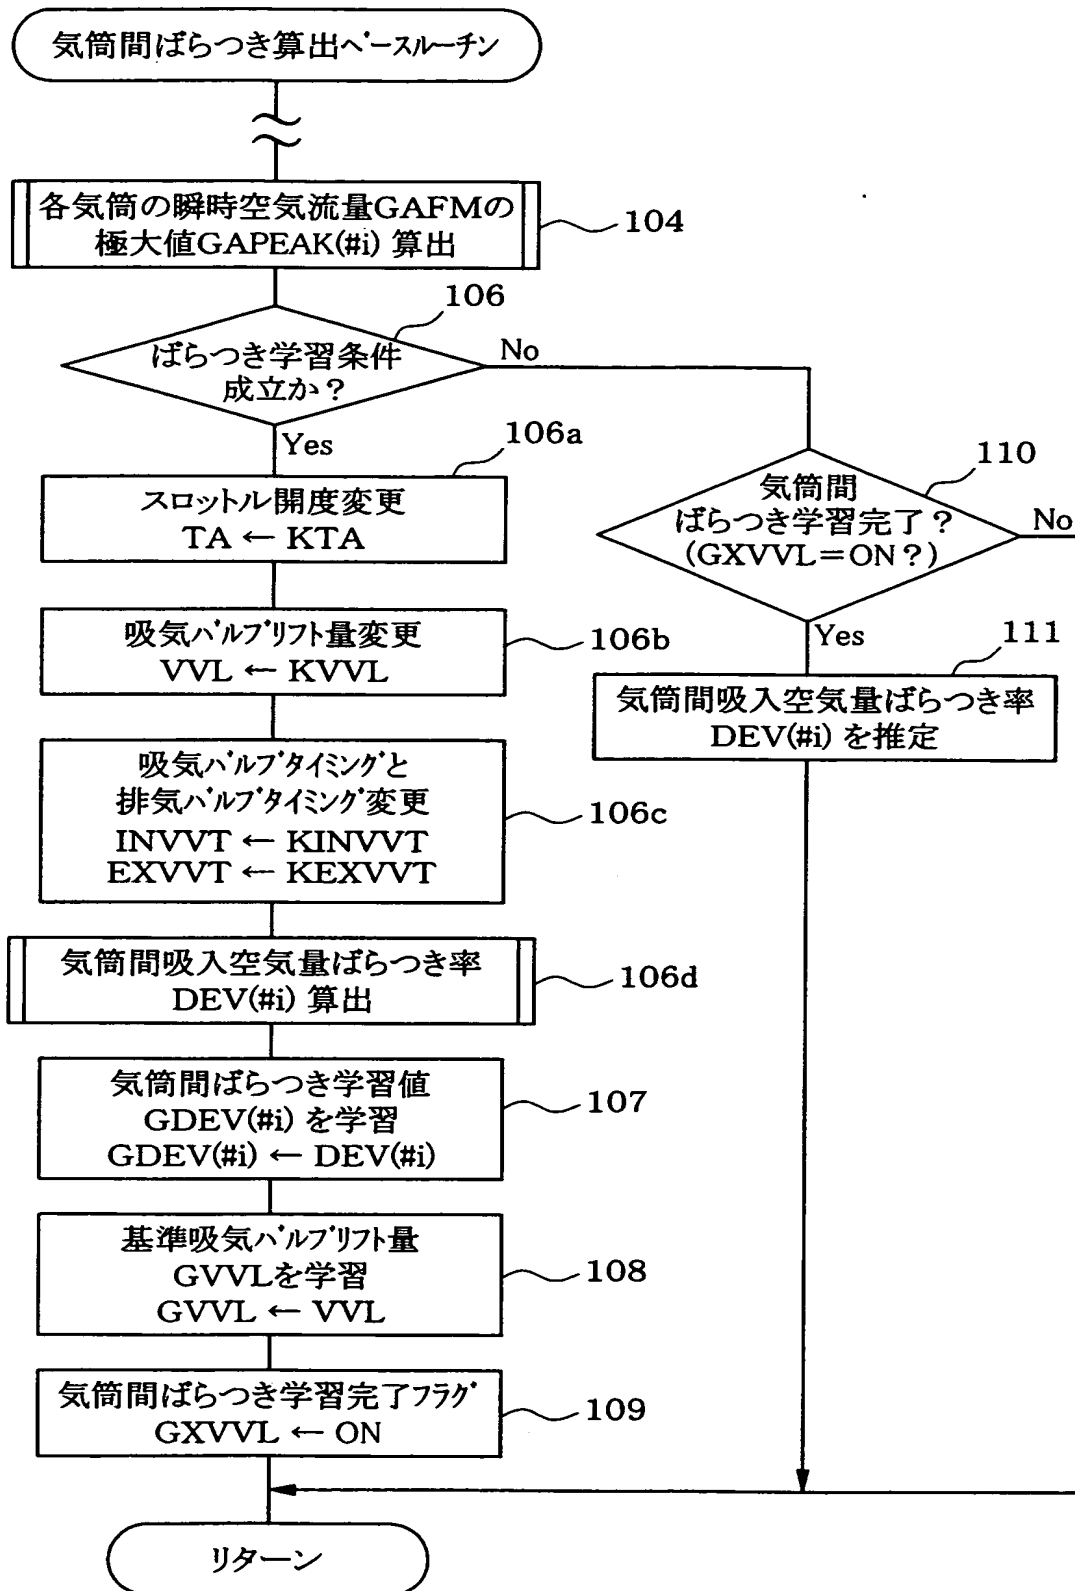 気筒間ばらつき算出ベースルーチン
各気筒の瞬時空気流量GAFMの
極大値GAPEAK(#i) 算出
104
106
ばらつき学習条件
成立か？
No
Yes
106a
スロットル開度変更
TA ← KTA
110
気筒間
ばらつき学習完了？
(GXVVL＝ON？)
No
Yes
吸気バルブリフト量変更
VVL ← KVVL
106b
111
気筒間吸入空気量ばらつき率
DEV(#i) を推定
吸気バルブタイミングと
排気バルブタイミング変更
INVVT ← KINVVT
EXVVT ← KEXVVT
106c
気筒間吸入空気量ばらつき率
DEV(#i) 算出
106d
気筒間ばらつき学習値
GDEV(#i) を学習
GDEV(#i) ← DEV(#i)
107
基準吸気バルブリフト量
GVVLを学習
GVVL ← VVL
108
気筒間ばらつき学習完了フラグ
GXVVL ← ON
109
リターン